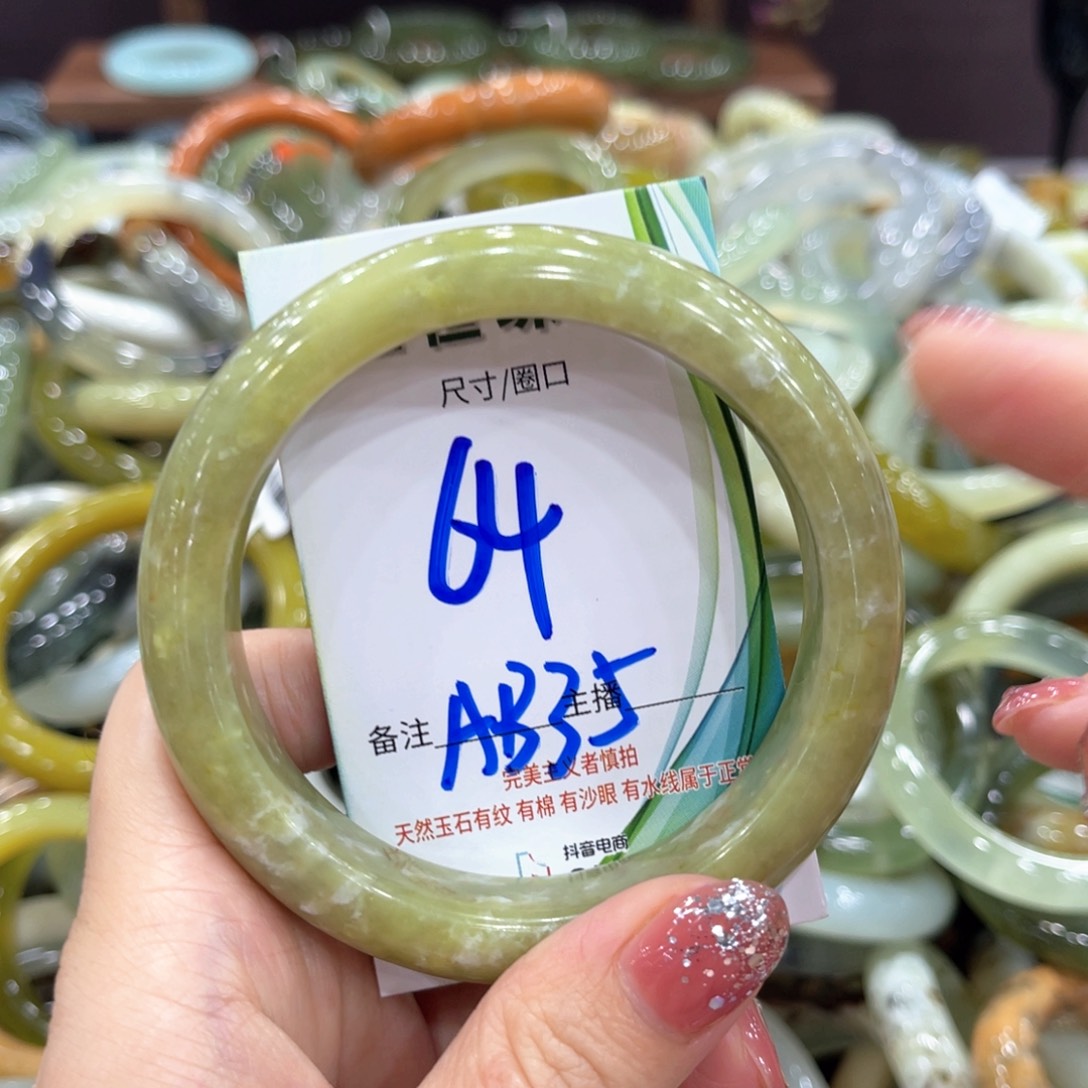 尺寸/圈口
64
AB35
备注 主播
完美主义者慎拍
天然玉石有纹 有棉 有沙眼 有水线属于正常
抖音电商